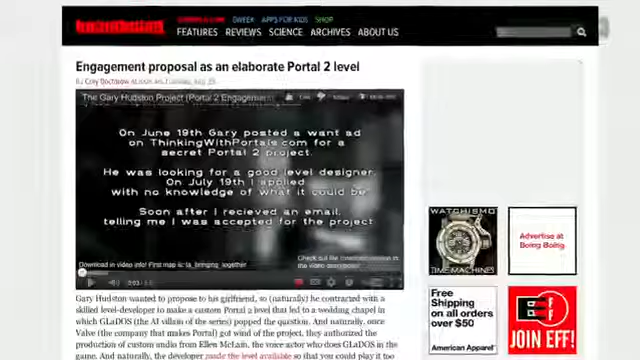 GWEEK APPS FOR KIDS SHOP
FEATURES REVIEWS SCIENCE ARCHIVES ABOUT US
Engagement proposal as an elaborate Portal 2 level
The Gary Hudston Project (Portal 2 Engagement
On June 19th Gary posted a want ad
on ThinkingWithPortals.com for a
secret Portal 2 project.
He was looking for a good level designer.
On July 19th I applied
with no knowledge of what it could be.
Soon after I recieved an email,
telling me I was accepted for the project
Download in video info! First map is:
Gary Hudston wanted to propose to his girlfriend, so (naturally) he contracted with a
skilled level-developer to make a custom Portal 2 level that led to a wedding chapel in
which GLaDOS (the AI villain of the series) popped the question. And naturally, once
Valve (the company that makes Portal) got wind of the project, they authorized the
production of custom audio from Ellen McLain, the voice actor who does GLaDOS in the
game. And naturally, the developer made the level available so that you could play it too
WATCHISMO
TIME MACHINES
Advertise at
Boing Boing
Free
Shipping
on all orders
over $50
American Apparel
EFF
JOIN EFF!